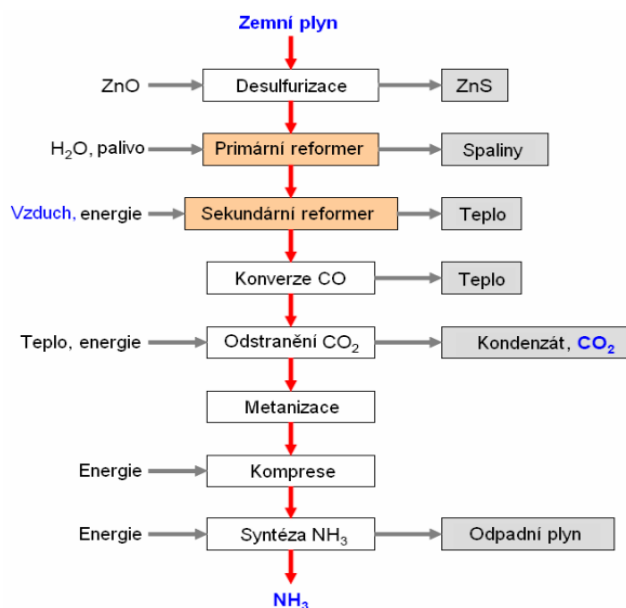 Zemní plyn
ZnO Desulfurizace ZnS
H₂O, palivo Primární reformer Spaliny
Vzduch, energie Sekundární reformer Teplo
Konverze CO Teplo
Teplo, energie Odstranění CO₂ Kondenzát, CO₂
Metanizace
Energie Komprese
Energie Syntéza NH₃ Odpadní plyn
NH₃